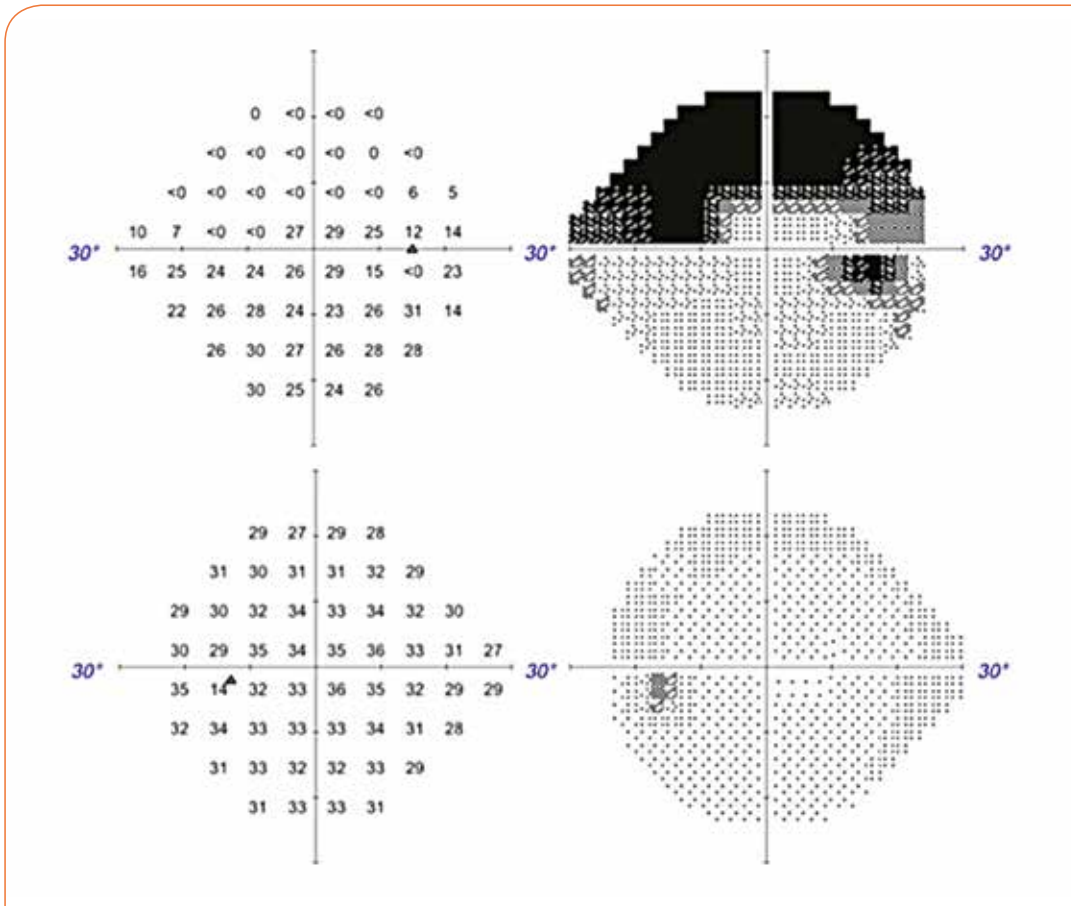 0 <0 <0 <0
<0 <0 <0 <0 0 <0
<0 <0 <0 <0 <0 <0 6 5
10 7 <0 <0 27 29 25 12 14
30° 30° 30°
16 25 24 24 26 29 15 <0 23
22 26 28 24 23 26 31 14
26 30 27 26 28 28
30 25 24 26
29 27 29 28
31 30 31 31 32 29
29 30 32 34 33 34 32 30
30 29 35 34 35 36 33 31 27
30° 30° 30°
35 14 32 33 36 35 32 29 29
32 34 33 33 33 34 31 28
31 33 32 32 33 29
31 33 33 31